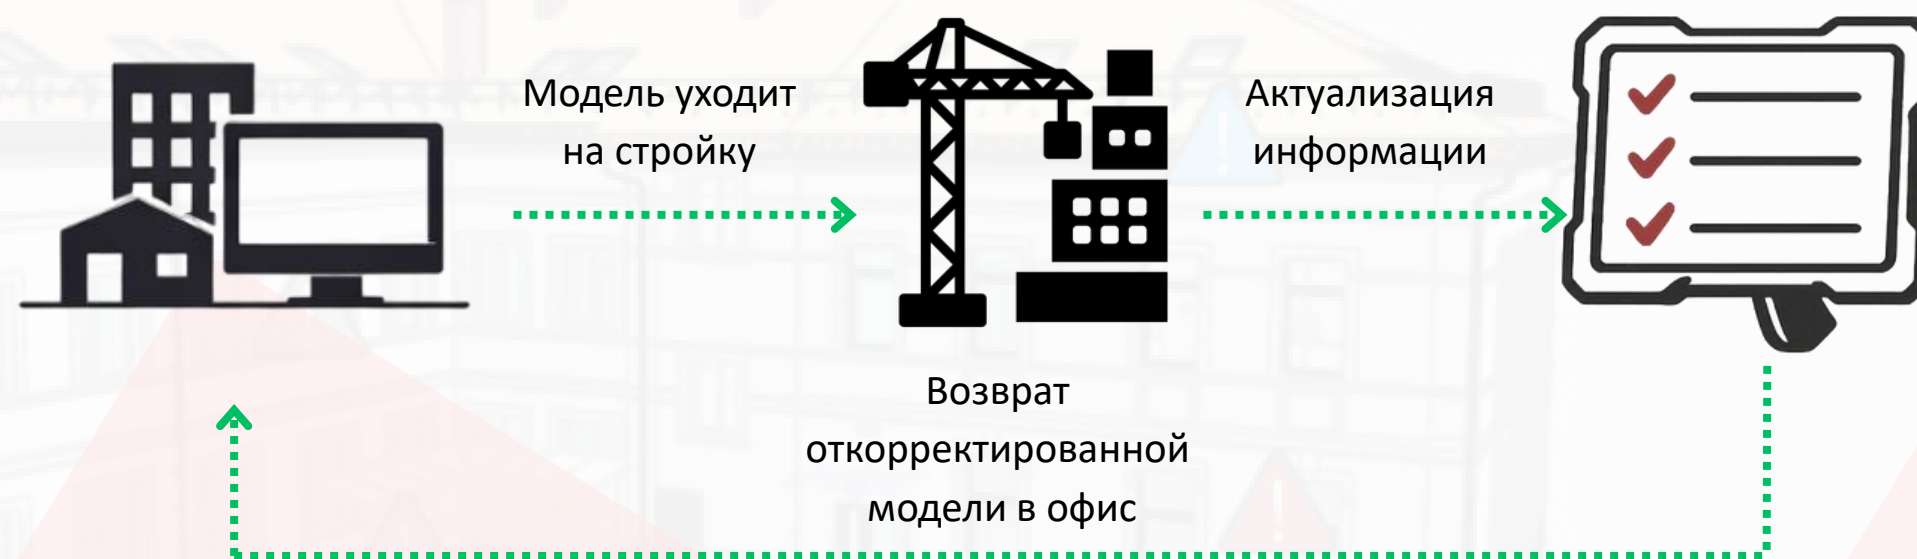 Модель уходит
на стройку
Актуализация
информации
Возврат
откорректированной
модели в офис